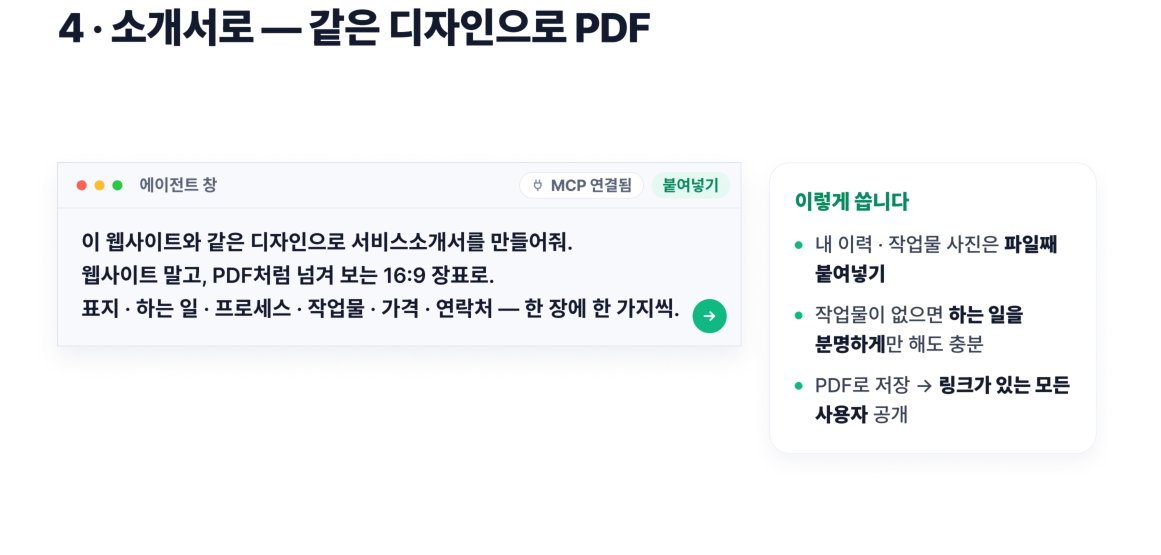 4 · 소개서로 — 같은 디자인으로 PDF
에이전트 창
MCP 연결됨
붙여넣기
이 웹사이트와 같은 디자인으로 서비스소개서를 만들어줘.
웹사이트 말고, PDF처럼 넘겨 보는 16:9 장표로.
표지 · 하는 일 · 프로세스 · 작업물 · 가격 · 연락처 — 한 장에 한 가지씩.
이렇게 씁니다
내 이력 · 작업물 사진은 파일째
붙여넣기
작업물이 없으면 하는 일을
분명하게만 해도 충분
PDF로 저장 → 링크가 있는 모든
사용자 공개